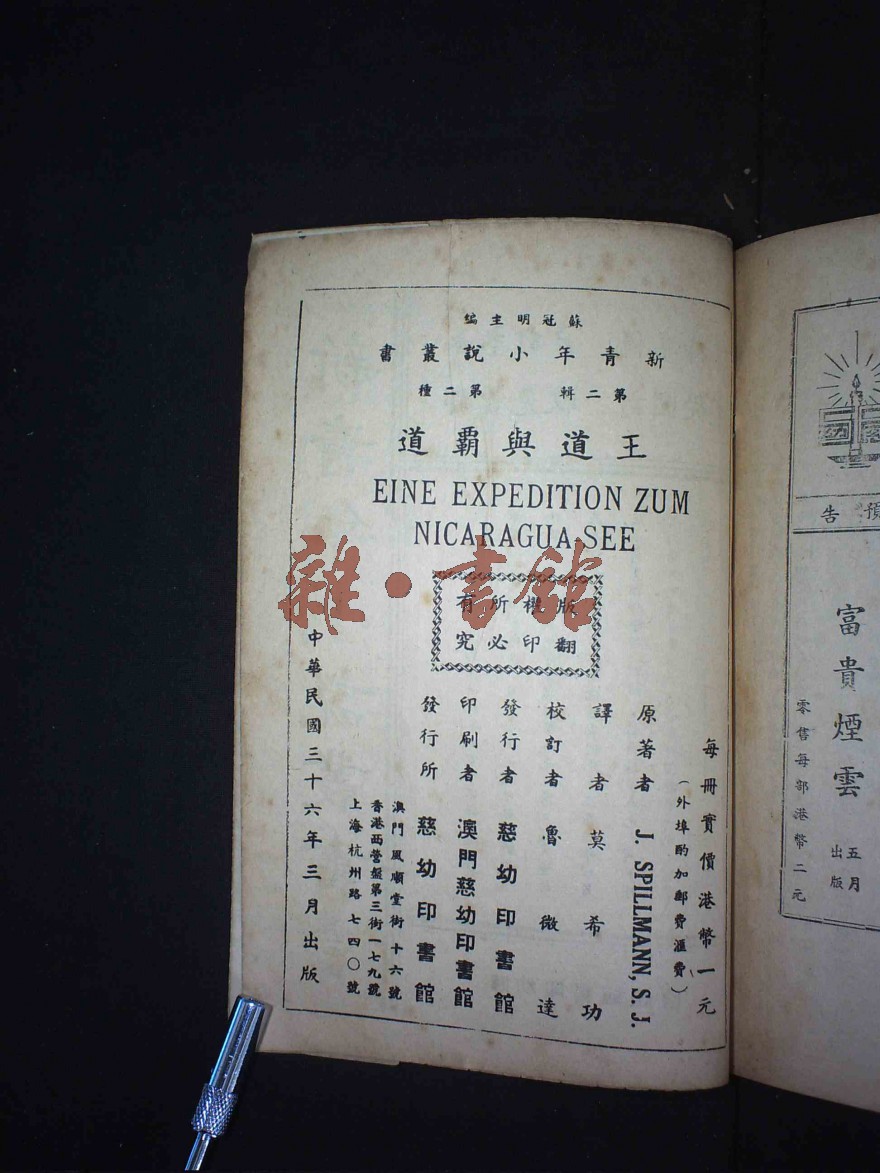 蘇冠明主編
新青年小說叢書
第二輯 第二種
王道與霸道
EINE EXPEDITION ZUM
NICARAGUA SEE
雜·書館
版權所有
翻印必究
每冊實價港幣一元
(外埠酌加郵費滙費)
原著者 J. SPILLMANN, S. J.
譯者 莫希功
校訂者 魯微達
發行者 慈幼印書館
印刷者 澳門慈幼印書館
發行所 慈幼印書館
澳門風順堂街十六號
香港西營盤第三街一七九號
上海杭州路七四〇號
中華民國三十六年三月出版
預告
富貴煙雲
五月出版
零售每部港幣二元